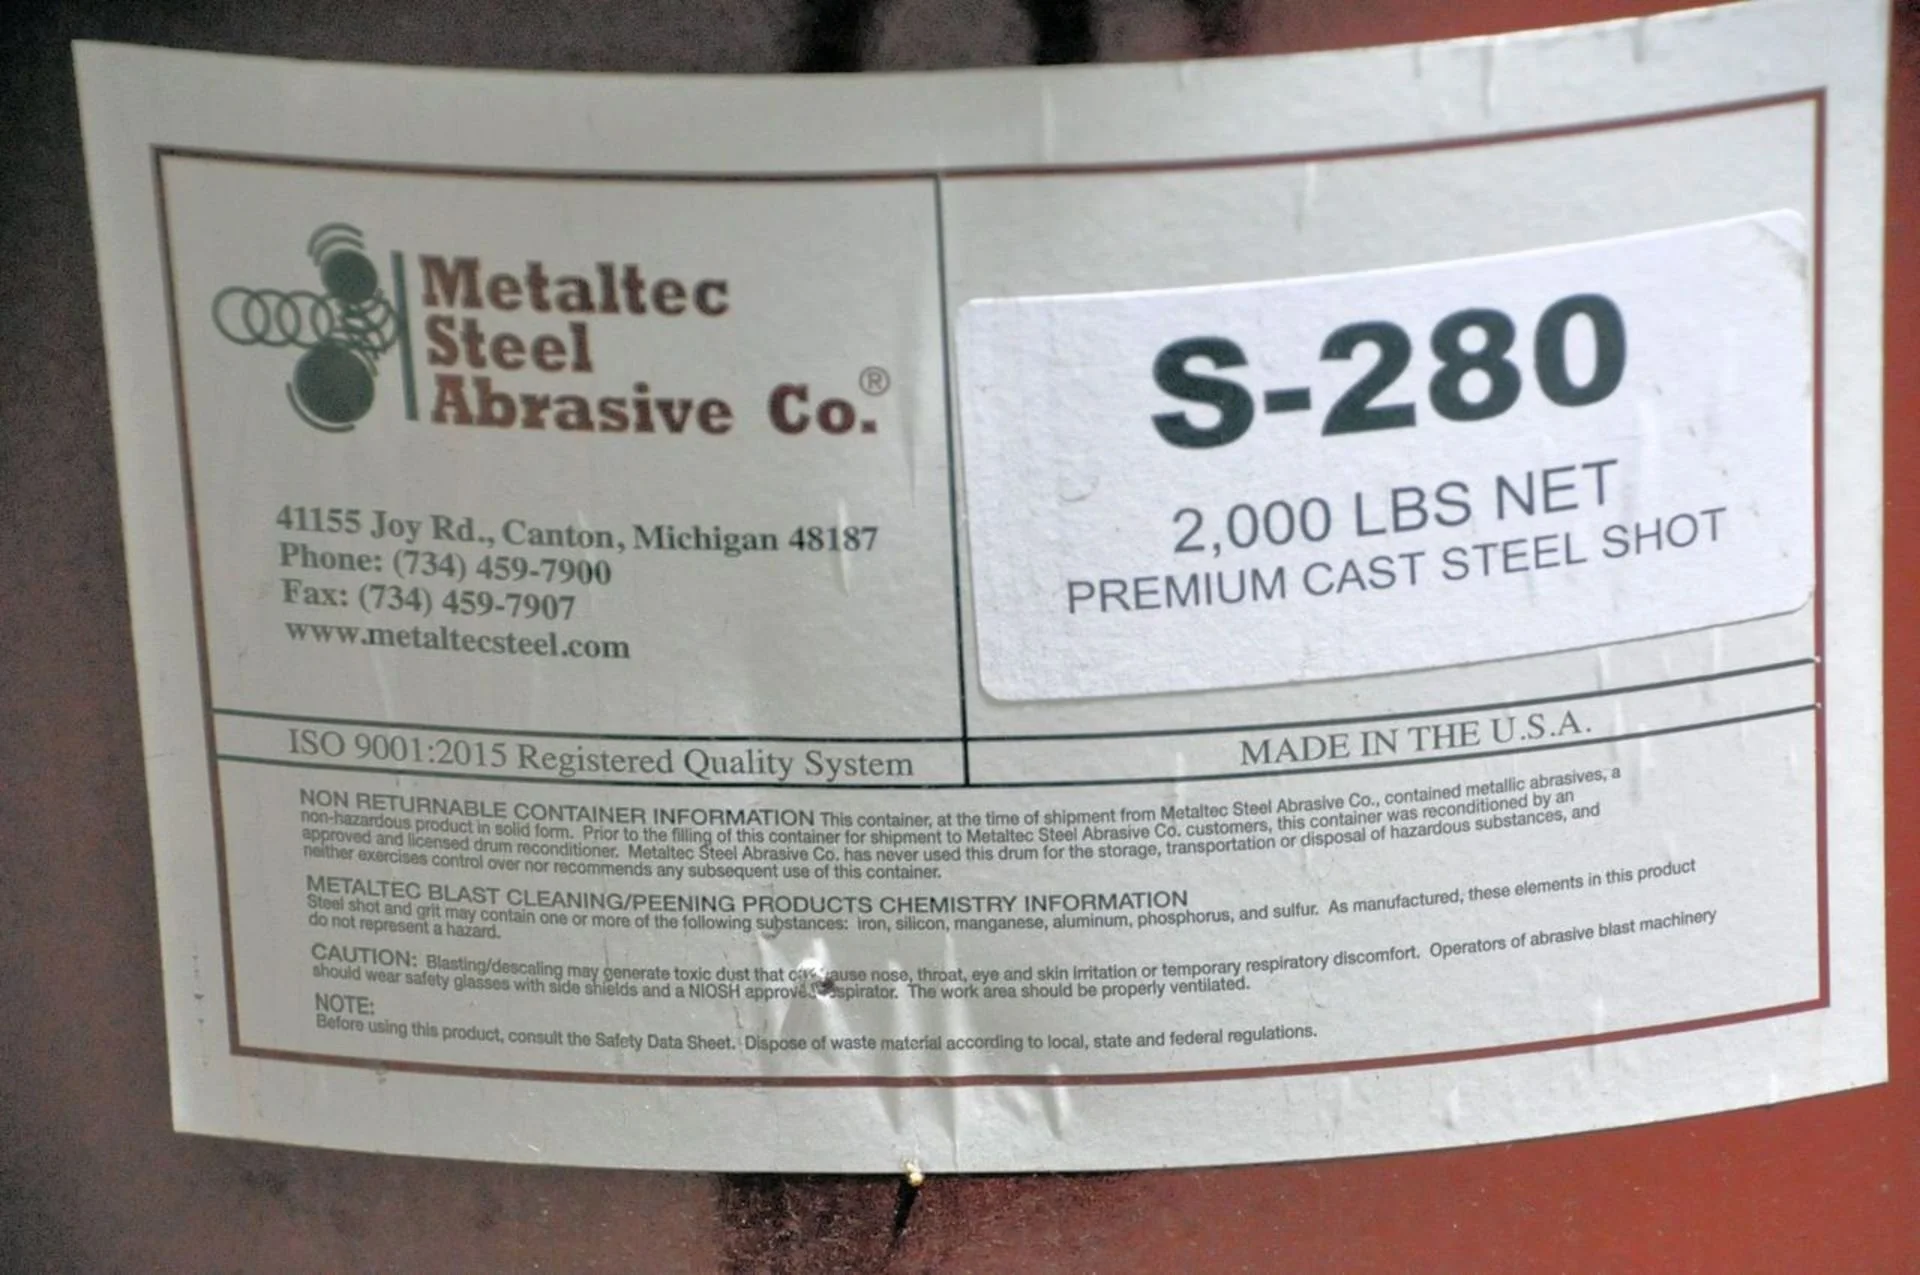 Metaltec
Steel
Abrasive Co.®
41155 Joy Rd., Canton, Michigan 48187
Phone: (734) 459-7900
Fax: (734) 459-7907
www.metaltecsteel.com
S-280
2,000 LBS NET
PREMIUM CAST STEEL SHOT
ISO 9001:2015 Registered Quality System
MADE IN THE U.S.A.
NON RETURNABLE CONTAINER INFORMATION This container, at the time of shipment from Metaltec Steel Abrasive Co., contained metallic abrasives, a
non-hazardous product in solid form. Prior to the filling of this container for shipment to Metaltec Steel Abrasive Co. customers, this container was reconditioned by an
approved and licensed drum reconditioner. Metaltec Steel Abrasive Co. has never used this drum for the storage, transportation or disposal of hazardous substances, and
neither exercises control over nor recommends any subsequent use of this container.
METALTEC BLAST CLEANING/PEENING PRODUCTS CHEMISTRY INFORMATION
Steel shot and grit may contain one or more of the following substances: iron, silicon, manganese, aluminum, phosphorus, and sulfur. As manufactured, these elements in this product
do not represent a hazard.
CAUTION: Blasting/descaling may generate toxic dust that nose, throat, eye and skin irritation or temporary respiratory discomfort. Operators of abrasive blast machinery
should wear safety glasses with side shields and a NIOSH The work area should be properly ventilated.
NOTE:
Before using this product, consult the Safety Data Sheet. Dispose of waste material according to local, state and federal regulations.